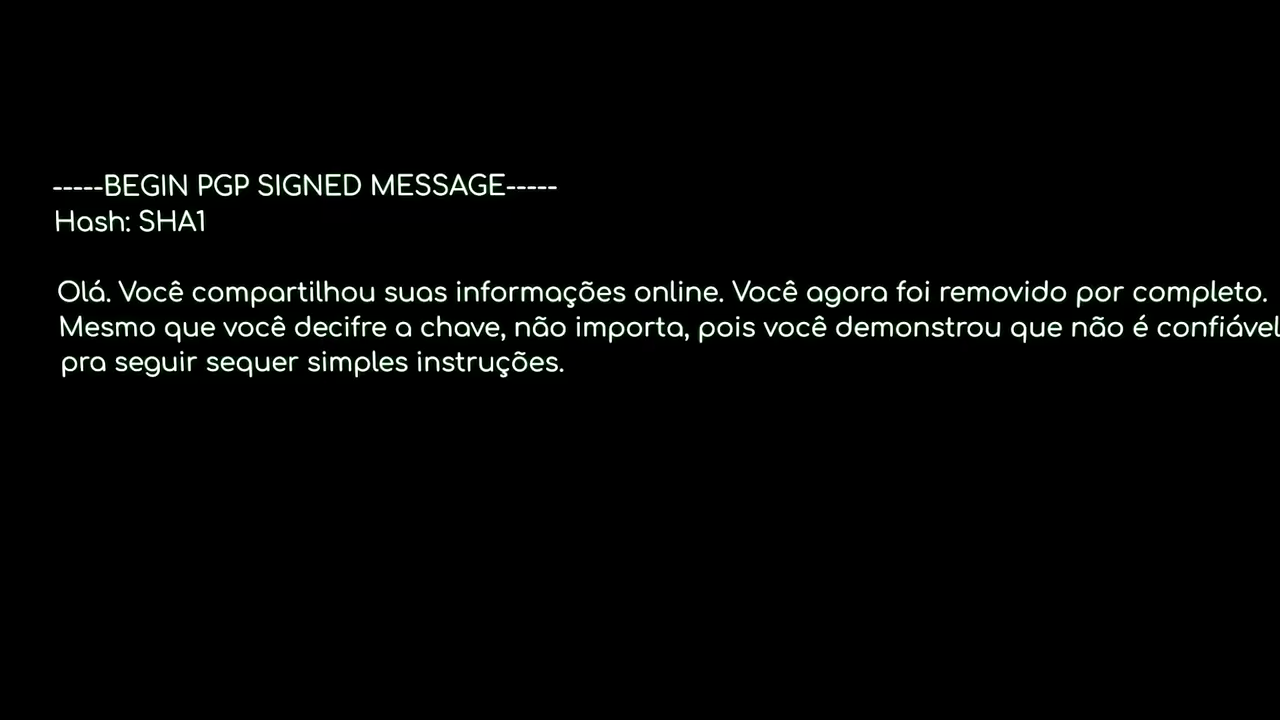 -----BEGIN PGP SIGNED MESSAGE-----
Hash: SHA1
Olá. Você compartilhou suas informações online. Você agora foi removido por completo.
Mesmo que você decifre a chave, não importa, pois você demonstrou que não é confiável
pra seguir sequer simples instruções.